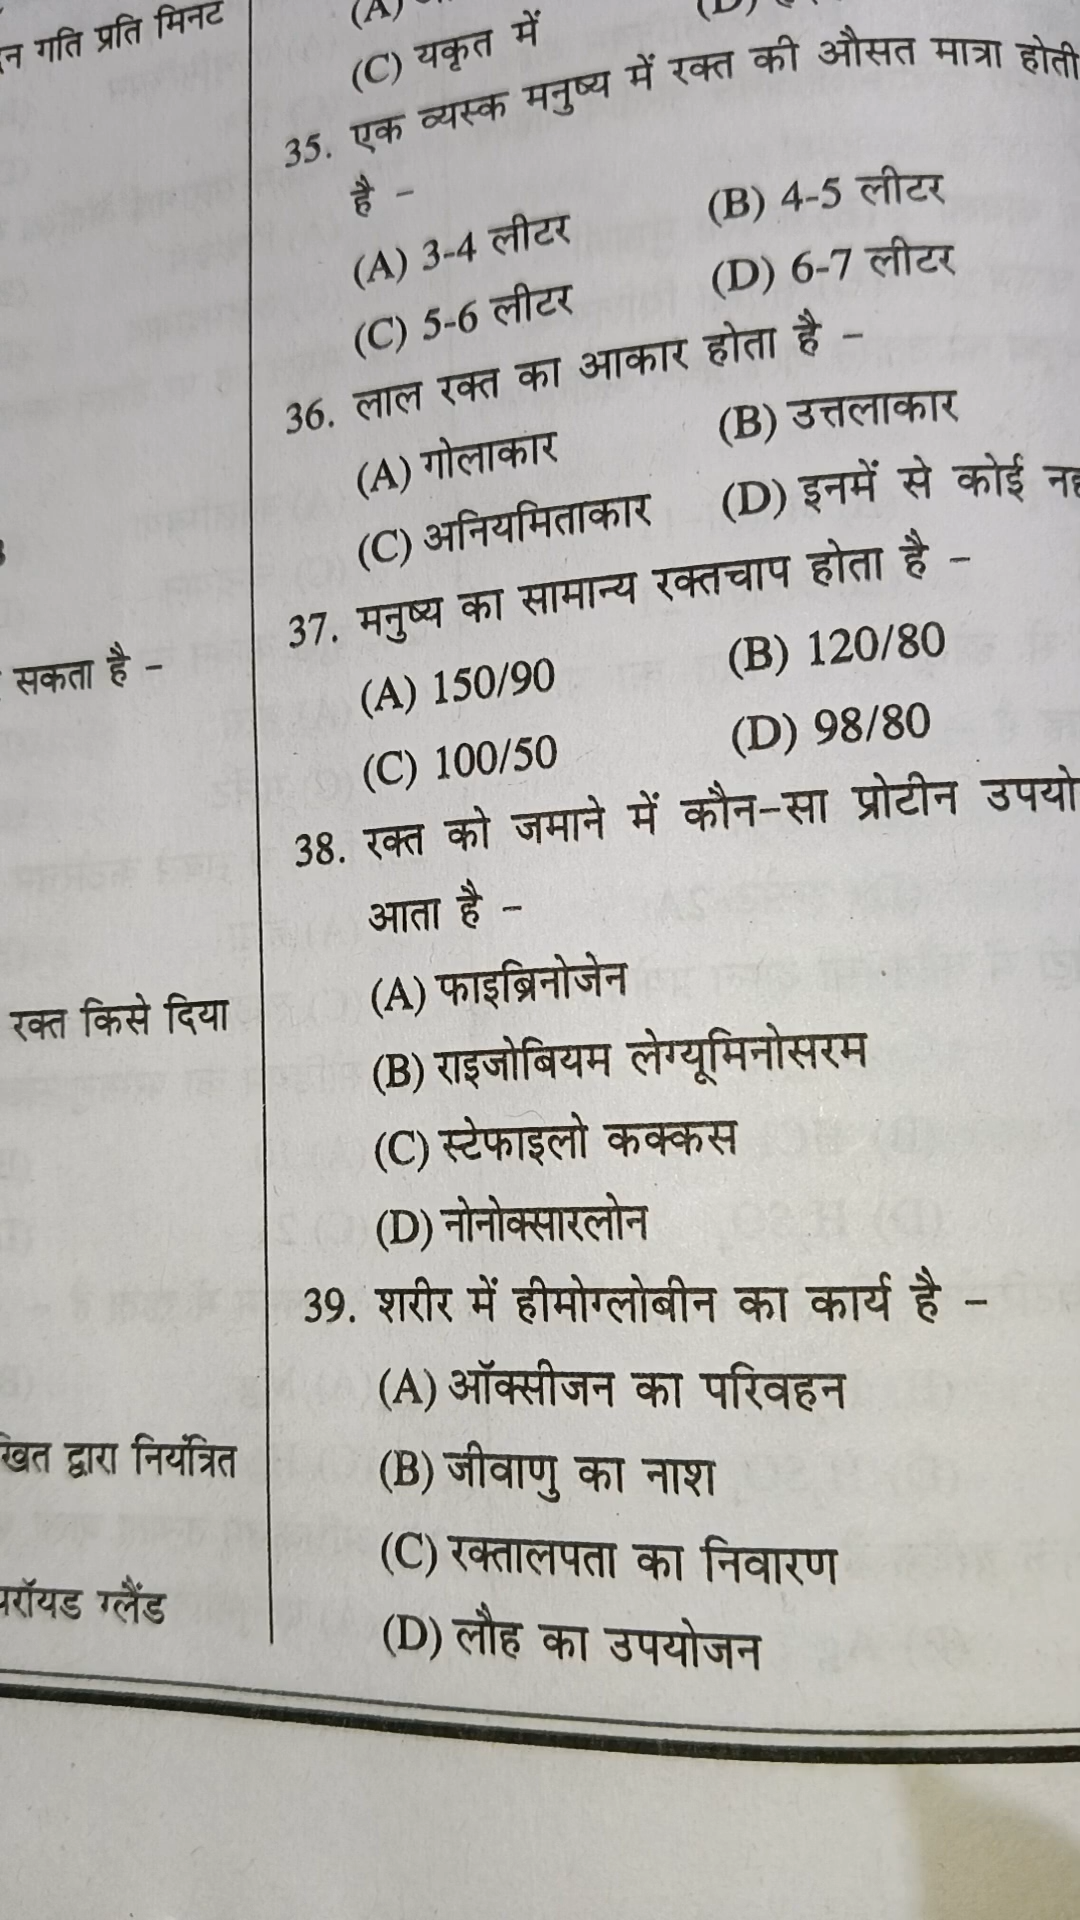 गति प्रति मिनट
सकता है –
रक्त किसे दिया
द्वारा नियंत्रित
ग्लैंड
(A)
(C) यकृत में
35. एक व्यस्क मनुष्य में रक्त की औसत मात्रा होती
है –
(A) 3-4 लीटर (B) 4-5 लीटर
(C) 5-6 लीटर (D) 6-7 लीटर
36. लाल रक्त का आकार होता है –
(A) गोलाकार (B) उत्तलाकार
(C) अनियमिताकार (D) इनमें से कोई
37. मनुष्य का सामान्य रक्तचाप होता है –
(A) 150/90 (B) 120/80
(C) 100/50 (D) 98/80
38. रक्त को जमाने में कौन-सा प्रोटीन उपयो
आता है –
(A) फाइब्रिनोजेन
(B) राइजोबियम लेग्यूमिनोसरम
(C) स्टेफाइलो कक्कस
(D) नोनोक्सारलोन
39. शरीर में हीमोग्लोबीन का कार्य है –
(A) ऑक्सीजन का परिवहन
(B) जीवाणु का नाश
(C) रक्तालपता का निवारण
(D) लौह का उपयोजन